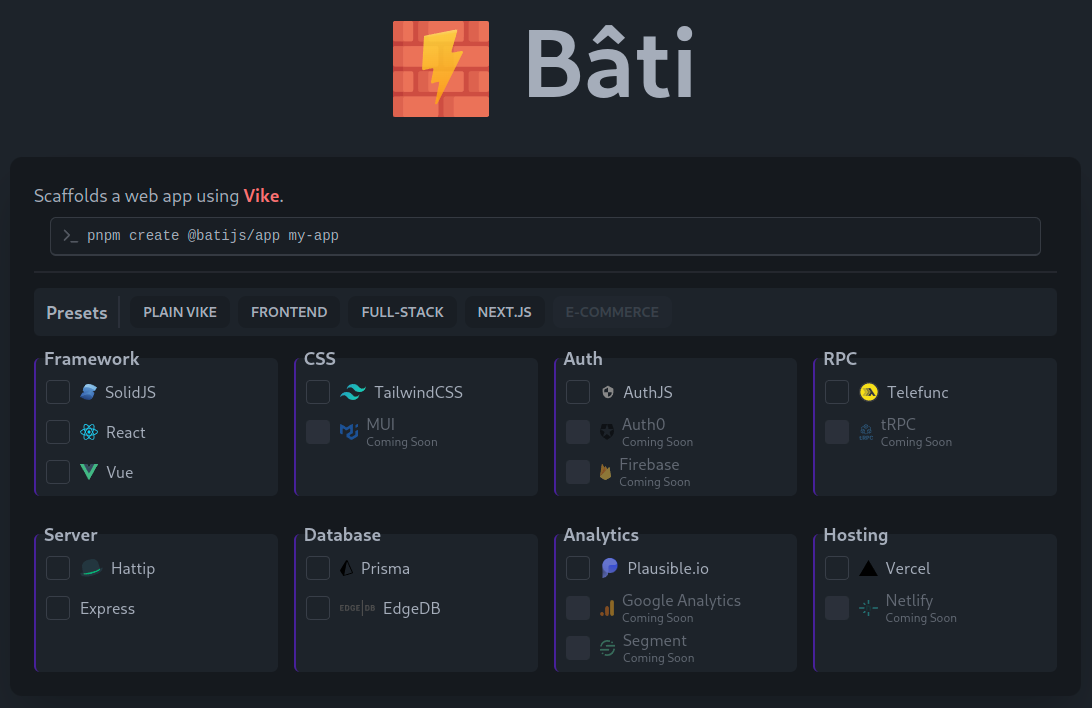 Bâti
Scaffolds a web app using Vike.
>_ pnpm create @batijs/app my-app
Presets PLAIN VIKE FRONTEND FULL-STACK NEXT.JS E-COMMERCE
Framework
SolidJS
React
Vue
CSS
TailwindCSS
MUI
Coming Soon
Auth
AuthJS
Auth0
Coming Soon
Firebase
Coming Soon
RPC
Telefunc
tRPC
tRPC
Coming Soon
Server
Hattip
Express
Database
Prisma
EDGE|DB EdgeDB
Analytics
Plausible.io
Google Analytics
Coming Soon
Segment
Coming Soon
Hosting
Vercel
Netlify
Coming Soon